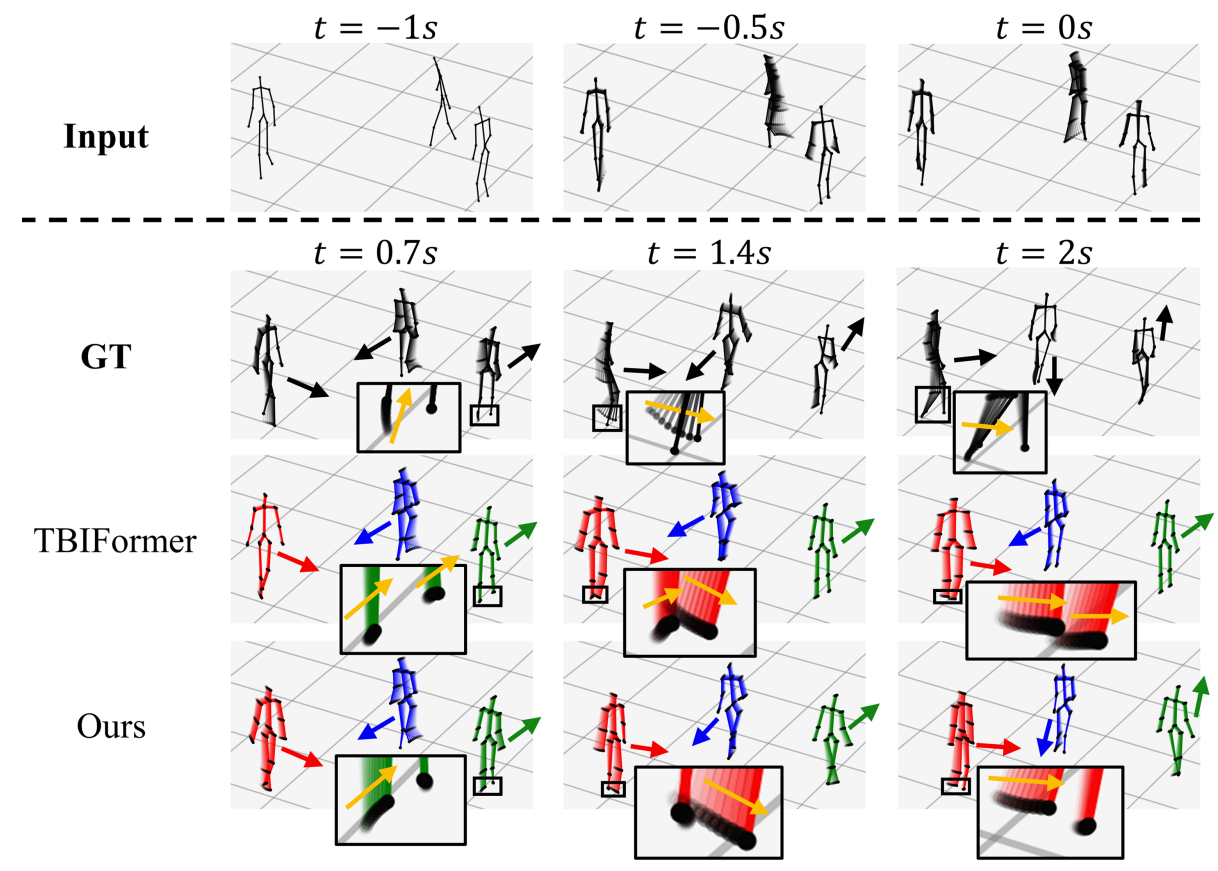 t = −1s
t = −0.5s
t = 0s
Input
t = 0.7s
t = 1.4s
t = 2s
GT
TBIFormer
Ours